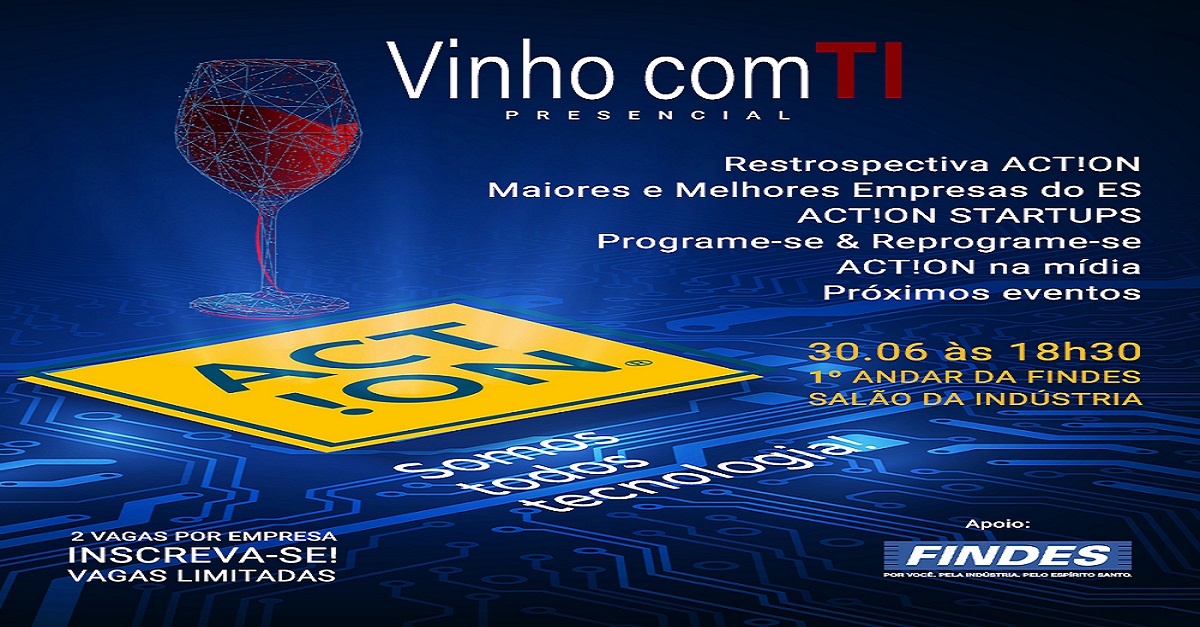 Vinho comTI
PRESENCIAL
Restrospectiva ACT!ON
Maiores e Melhores Empresas do ES
ACT!ON STARTUPS
Programe-se & Reprograme-se
ACT!ON na mídia
Próximos eventos
30.06 às 18h30
1º ANDAR DA FINDES
SALÃO DA INDÚSTRIA
ACT
!ON®
Somos
todos
tecnologia!
2 VAGAS POR EMPRESA
INSCREVA-SE!
VAGAS LIMITADAS
Apoio:
FINDES
POR VOCÊ. PELA INDÚSTRIA. PELO ESPÍRITO SANTO.